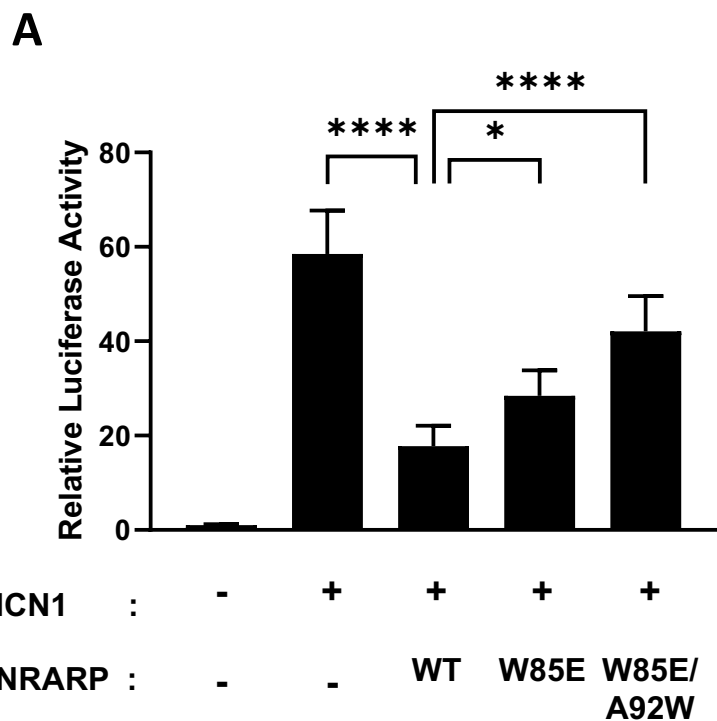 A
****
**** *
Relative Luciferase Activity
80
60
40
20
0
ICN1 : - + + + +
NRARP : - - WT W85E W85E/
A92W